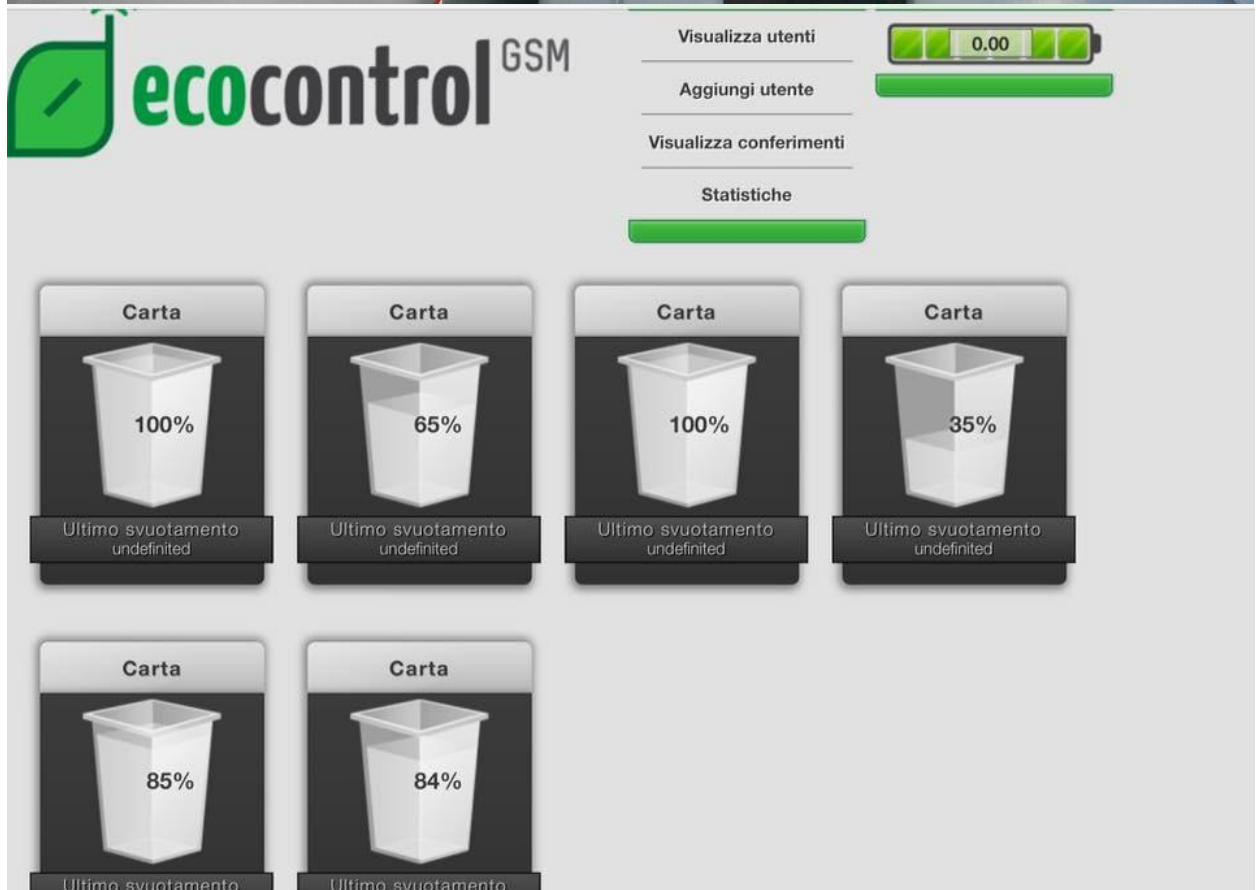 ecocontrol GSM
Visualizza utenti
Aggiungi utente
Visualizza conferimenti
Statistiche
0.00
Carta
100%
Ultimo svuotamento
undefinited
Carta
65%
Ultimo svuotamento
undefinited
Carta
100%
Ultimo svuotamento
undefinited
Carta
35%
Ultimo svuotamento
undefinited
Carta
85%
Ultimo svuotamento
Carta
84%
Ultimo svuotamento